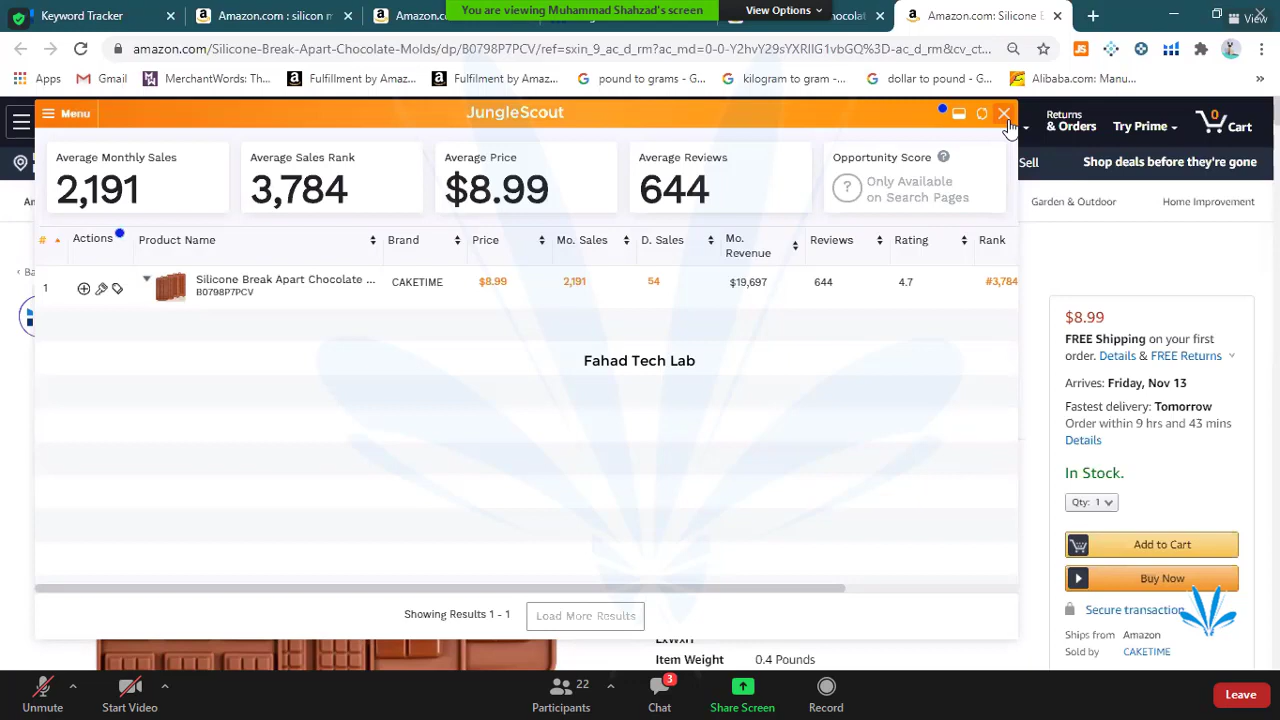 Keyword Tracker
Amazon.com : silicon m
Amazon.co
You are viewing Muhammad Shahzad's screen
View Options
ocolat
Amazon.com: Silicone B
View
amazon.com/Silicone-Break-Apart-Chocolate-Molds/dp/B0798P7PCV/ref=sxin_9_ac_d_rm?ac_md=0-0-Y2hvY29sYXRlIG1vbGQ%3D-ac_d_rm&cv_ct...
Apps
Gmail
MerchantWords: Th...
Fulfillment by Amaz...
Fulfilment by Amaz...
pound to grams - G...
kilogram to gram -...
dollar to pound - G...
Alibaba.com: Manu...
»
Menu
JungleScout
Returns
& Orders
Try Prime
0
Cart
Sell
Shop deals before they're gone
Am
Garden & Outdoor
Home Improvement
Average Monthly Sales
2,191
Average Sales Rank
3,784
Average Price
$8.99
Average Reviews
644
Opportunity Score
?
Only Available
on Search Pages
#
Actions
Product Name
Brand
Price
Mo. Sales
D. Sales
Mo.
Revenue
Reviews
Rating
Rank
‹ Ba
1
Silicone Break Apart Chocolate ...
B0798P7PCV
CAKETIME
$8.99
2,191
54
$19,697
644
4.7
#3,784
Fahad Tech Lab
$8.99
FREE Shipping on your first
order. Details & FREE Returns
Arrives: Friday, Nov 13
Fastest delivery: Tomorrow
Order within 9 hrs and 43 mins
Details
In Stock.
Qty: 1
Add to Cart
Buy Now
Secure transaction
Ships from Amazon
Sold by CAKETIME
Showing Results 1 - 1
Load More Results
LxWxH
Item Weight 0.4 Pounds
Unmute
Start Video
22
Participants
3
Chat
Share Screen
Record
Leave